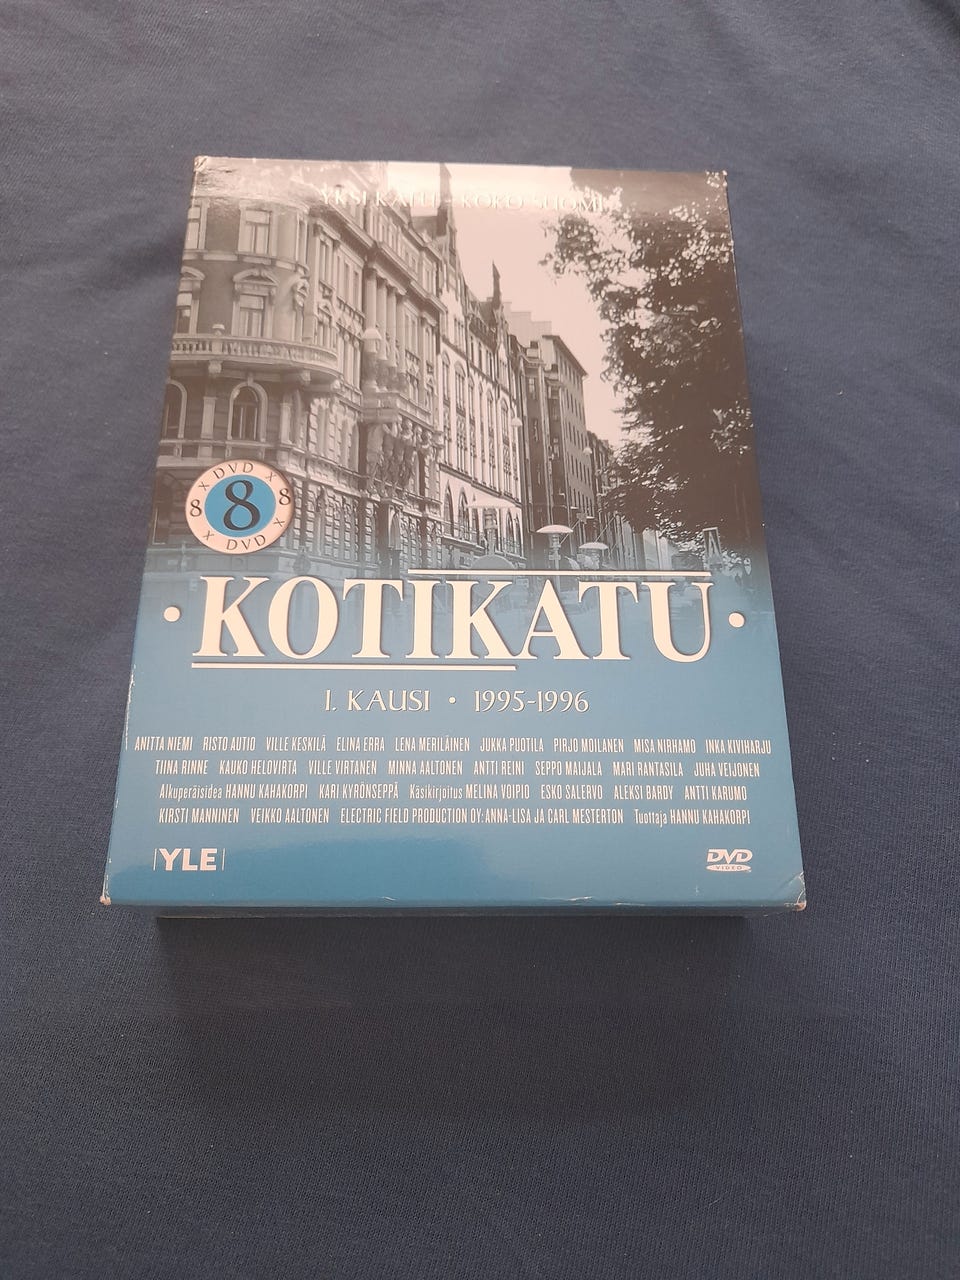 YKSI KATU - KOKO SUOMI
8 x DVD x 8 x DVD x
8
• KOTIKATU •
1. KAUSI • 1995-1996
ANITTA NIEMI RISTO AUTIO VILLE KESKILÄ ELINA ERRA LENA MERILÄINEN JUKKA PUOTILA PIRJO MOILANEN MISA NIRHAMO INKA KIVIHARJU
TIINA RINNE KAUKO HELOVIRTA VILLE VIRTANEN MINNA AALTONEN ANTTI REINI SEPPO MAIJALA MARI RANTASILA JUHA VEIJONEN
Alkuperäisidea HANNU KAHAKORPI KARI KYRÖNSEPPÄ Käsikirjoitus MELINA VOIPIO ESKO SALERVO ALEKSI BARDY ANTTI KARUMO
KIRSTI MANNINEN VEIKKO AALTONEN ELECTRIC FIELD PRODUCTION OY:ANNA-LISA JA CARL MESTERTON Tuottaja HANNU KAHAKORPI
|YLE|
DVD VIDEO